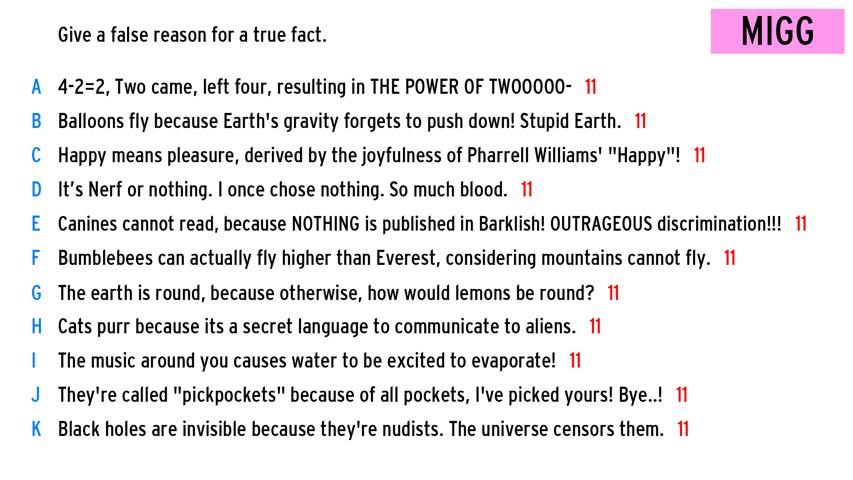 Give a false reason for a true fact.
MIGG
A 4-2=2, Two came, left four, resulting in THE POWER OF TWOOOOO- 11
B Balloons fly because Earth's gravity forgets to push down! Stupid Earth. 11
C Happy means pleasure, derived by the joyfulness of Pharrell Williams' "Happy"! 11
D It’s Nerf or nothing. I once chose nothing. So much blood. 11
E Canines cannot read, because NOTHING is published in Barklish! OUTRAGEOUS discrimination!!! 11
F Bumblebees can actually fly higher than Everest, considering mountains cannot fly. 11
G The earth is round, because otherwise, how would lemons be round? 11
H Cats purr because its a secret language to communicate to aliens. 11
I The music around you causes water to be excited to evaporate! 11
J They're called "pickpockets" because of all pockets, I've picked yours! Bye..! 11
K Black holes are invisible because they're nudists. The universe censors them. 11